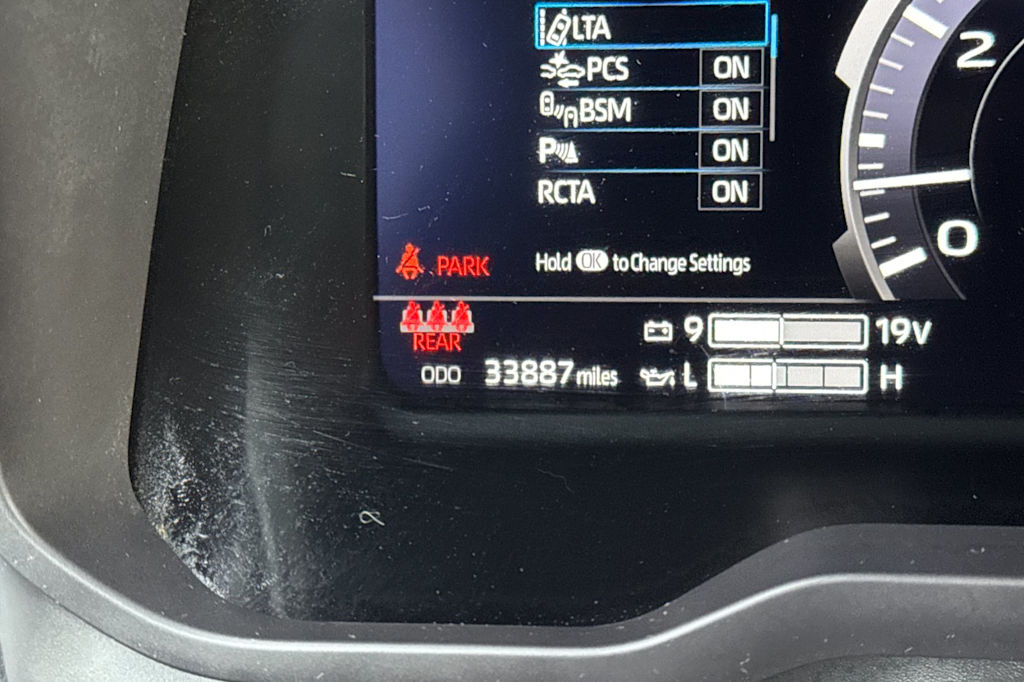 LTA
PCS ON
BSM ON
P ON
RCTA ON
2
0
PARK
Hold OK to Change Settings
REAR
9 19V
ODO 33887 miles
L H